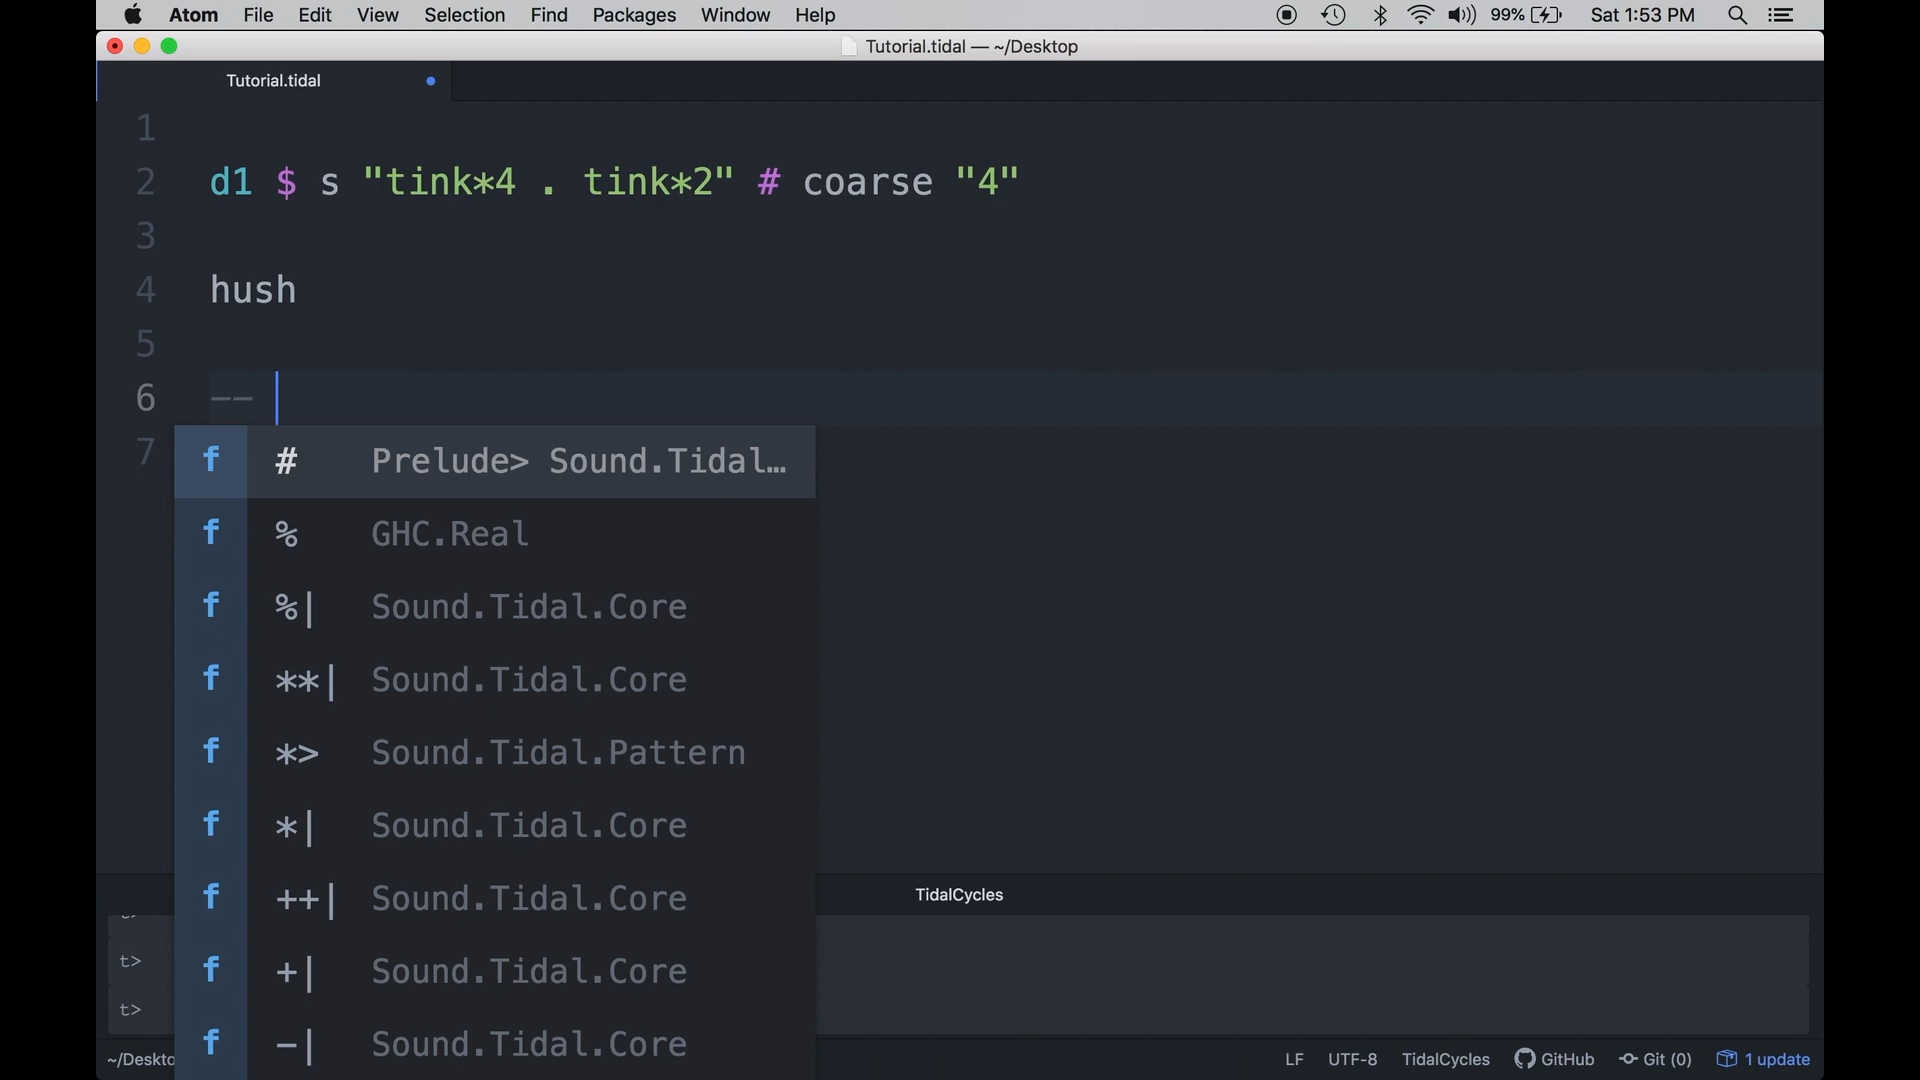 Atom File Edit View Selection Find Packages Window Help 99% Sat 1:53 PM
Tutorial.tidal — ~/Desktop
Tutorial.tidal
1
2 d1 $ s "tink*4 . tink*2" # coarse "4"
3
4 hush
5
6 --
7
f # Prelude> Sound.Tidal…
f % GHC.Real
f %| Sound.Tidal.Core
f **| Sound.Tidal.Core
f *> Sound.Tidal.Pattern
f *| Sound.Tidal.Core
f ++| Sound.Tidal.Core
f +| Sound.Tidal.Core
f -| Sound.Tidal.Core
TidalCycles
t>
t>
~/Deskto LF UTF-8 TidalCycles GitHub Git (0) 1 update